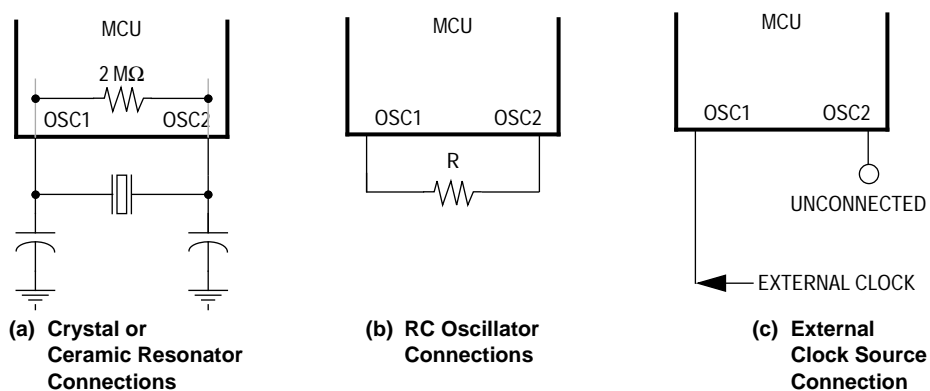 MCU
2 MΩ
OSC1 OSC2
(a) Crystal or
Ceramic Resonator
Connections
MCU
OSC1 OSC2
R
(b) RC Oscillator
Connections
MCU
OSC1 OSC2
UNCONNECTED
EXTERNAL CLOCK
(c) External
Clock Source
Connection